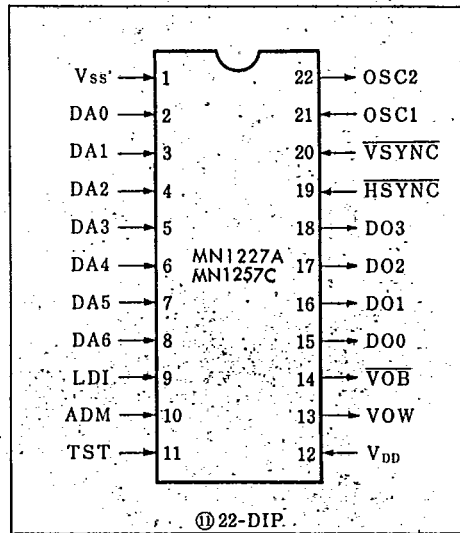 Vss' 1 22 OSC2
DA0 2 21 OSC1
DA1 3 20 VSYNC
DA2 4 19 HSYNC
DA3 5 18 DO3
MN1227A
DA4 6 17 DO2
MN1257C
DA5 7 16 DO1
DA6 8 15 DO0
LDI 9 14 VOB
ADM 10 13 VOW
TST 11 12 VDD
⑪ 22-DIP